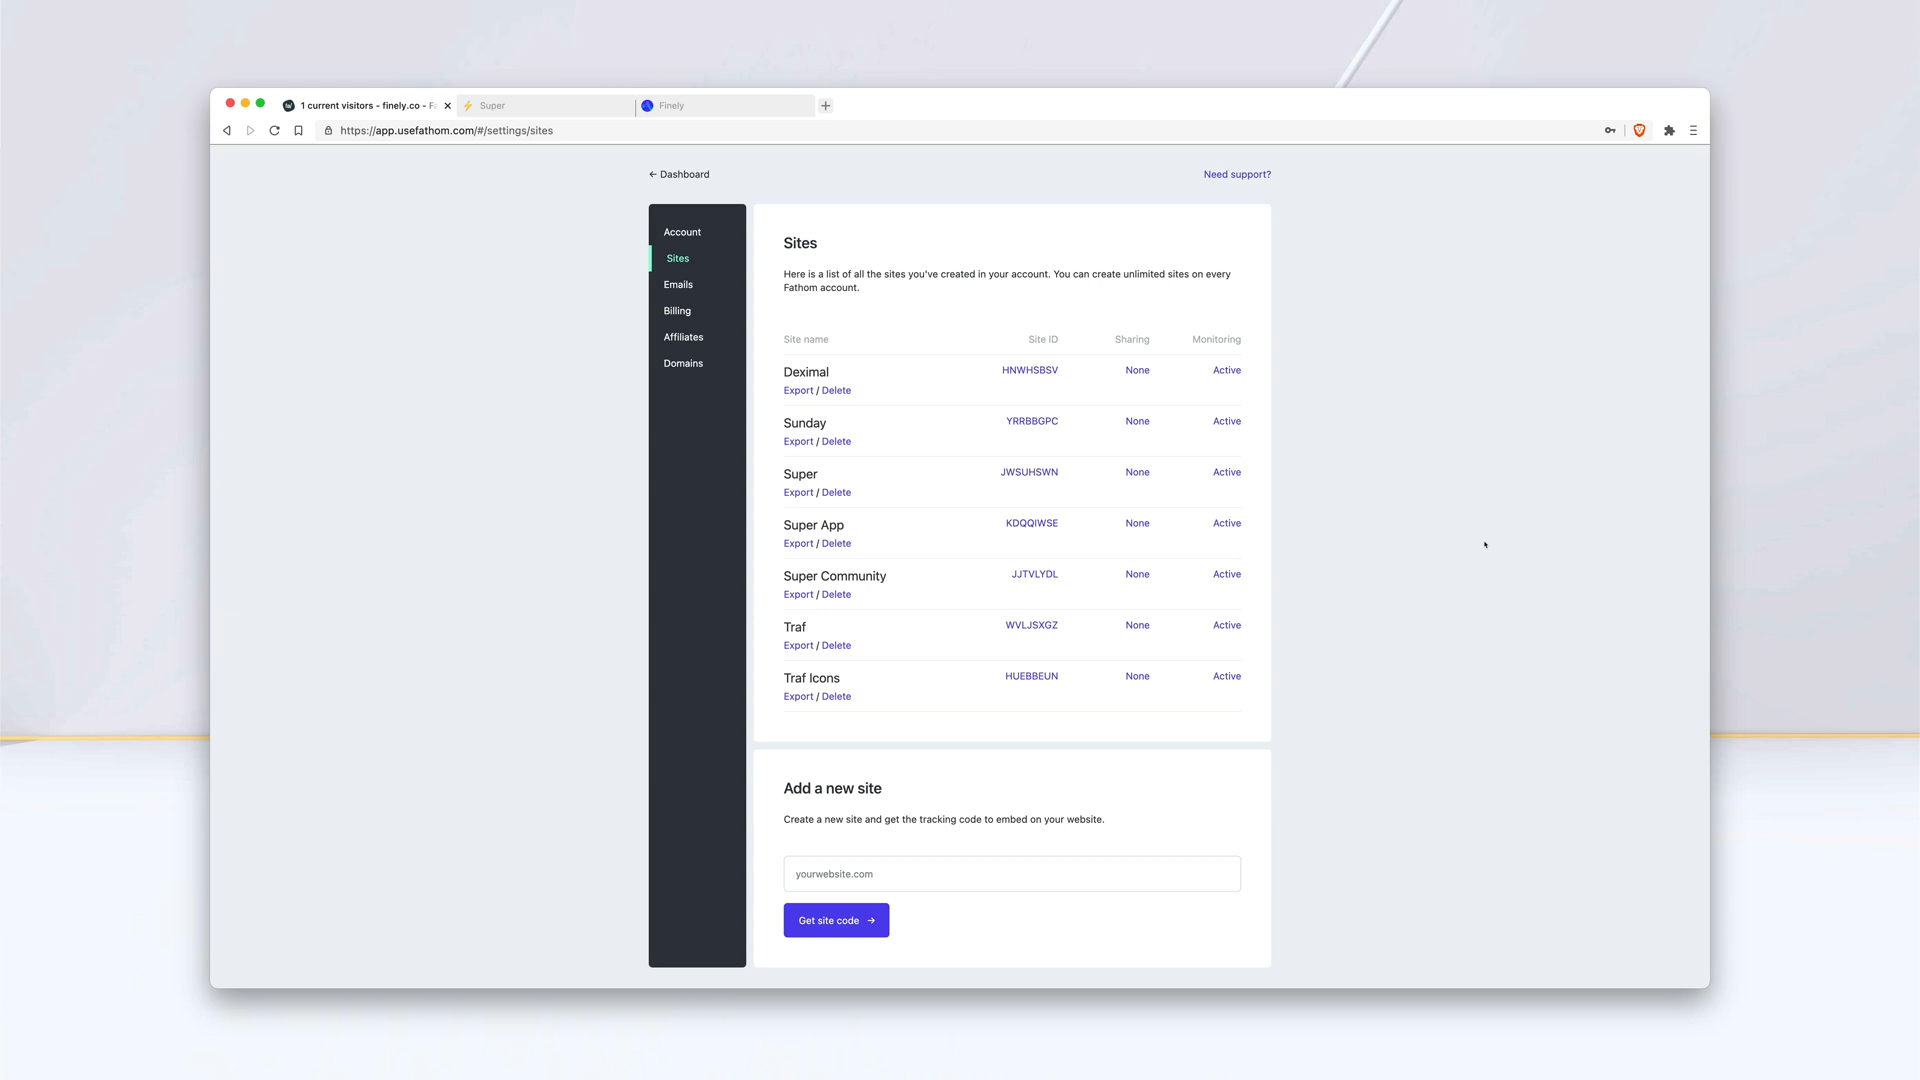 1 current visitors - finely.co - Fa
Super
Finely
https://app.usefathom.com/#/settings/sites
← Dashboard
Need support?
Account
Sites
Emails
Billing
Affiliates
Domains
Sites
Here is a list of all the sites you've created in your account. You can create unlimited sites on every
Fathom account.
Site name Site ID Sharing Monitoring
Deximal HNWHSBSV None Active
Export / Delete
Sunday YRRBBGPC None Active
Export / Delete
Super JWSUHSWN None Active
Export / Delete
Super App KDQQIWSE None Active
Export / Delete
Super Community JJTVLYDL None Active
Export / Delete
Traf WVLJSXGZ None Active
Export / Delete
Traf Icons HUEBBEUN None Active
Export / Delete
Add a new site
Create a new site and get the tracking code to embed on your website.
yourwebsite.com
Get site code →